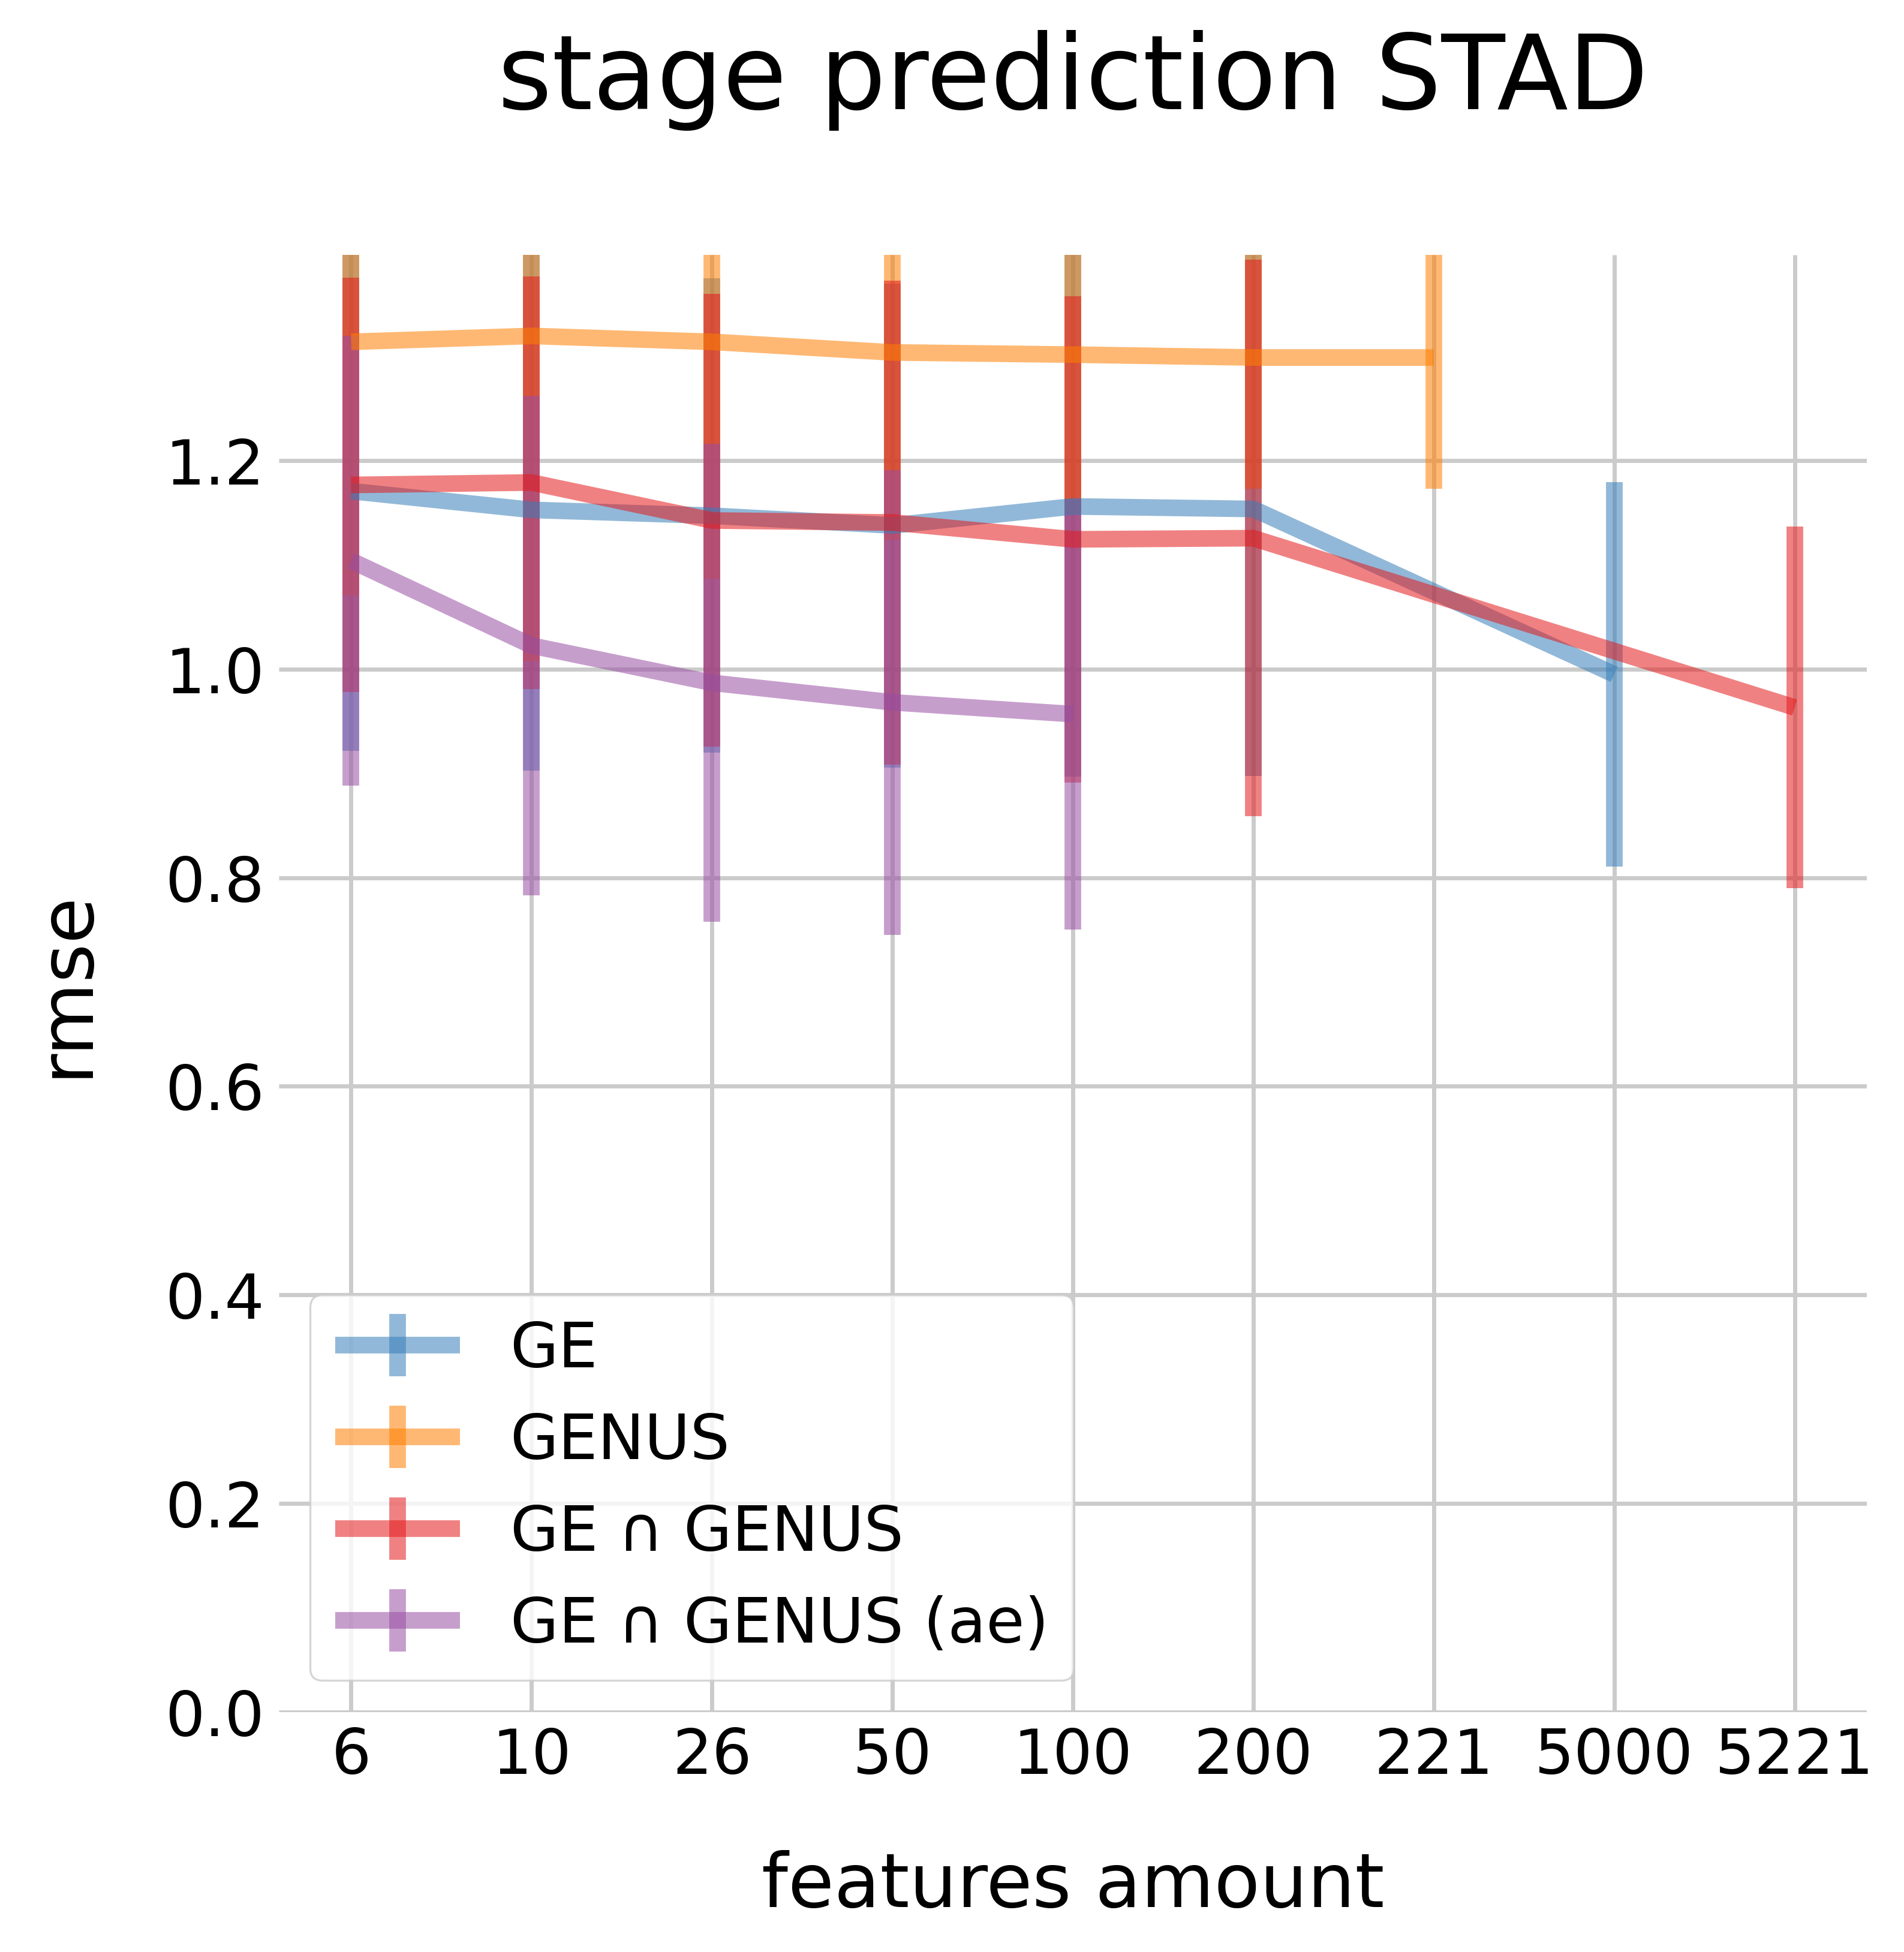 stage prediction STAD
rmse
1.2
1.0
0.8
0.6
0.4
0.2
0.0
GE
GENUS
GE ∩ GENUS
GE ∩ GENUS (ae)
6 10 26 50 100 200 221 5000 5221
features amount